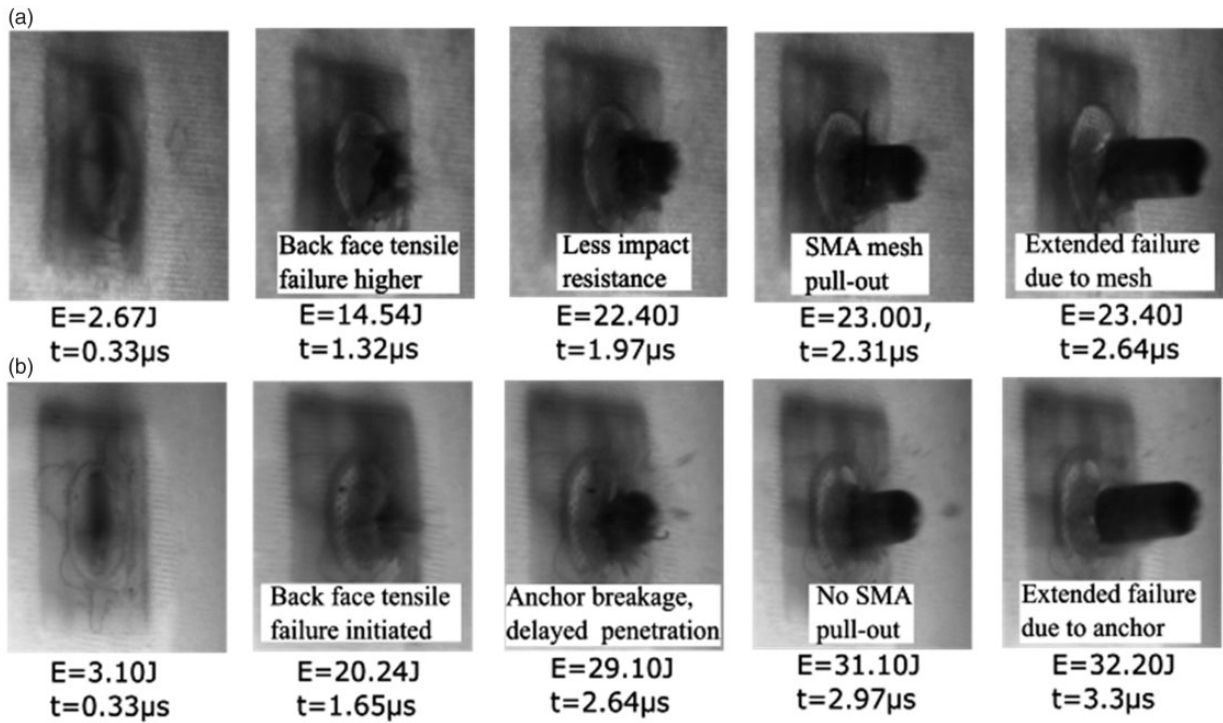 (a)
Back face tensile
failure higher
Less impact
resistance
SMA mesh
pull-out
Extended failure
due to mesh
E=2.67J
t=0.33µs
E=14.54J
t=1.32µs
E=22.40J
t=1.97µs
E=23.00J,
t=2.31µs
E=23.40J
t=2.64µs
(b)
Back face tensile
failure initiated
Anchor breakage,
delayed penetration
No SMA
pull-out
Extended failure
due to anchor
E=3.10J
t=0.33µs
E=20.24J
t=1.65µs
E=29.10J
t=2.64µs
E=31.10J
t=2.97µs
E=32.20J
t=3.3µs